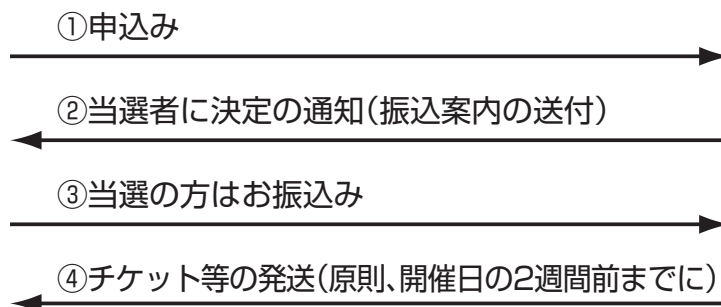 ①申込み
②当選者に決定の通知(振込案内の送付)
③当選の方はお振込み
④チケット等の発送(原則、開催日の2週間前までに)